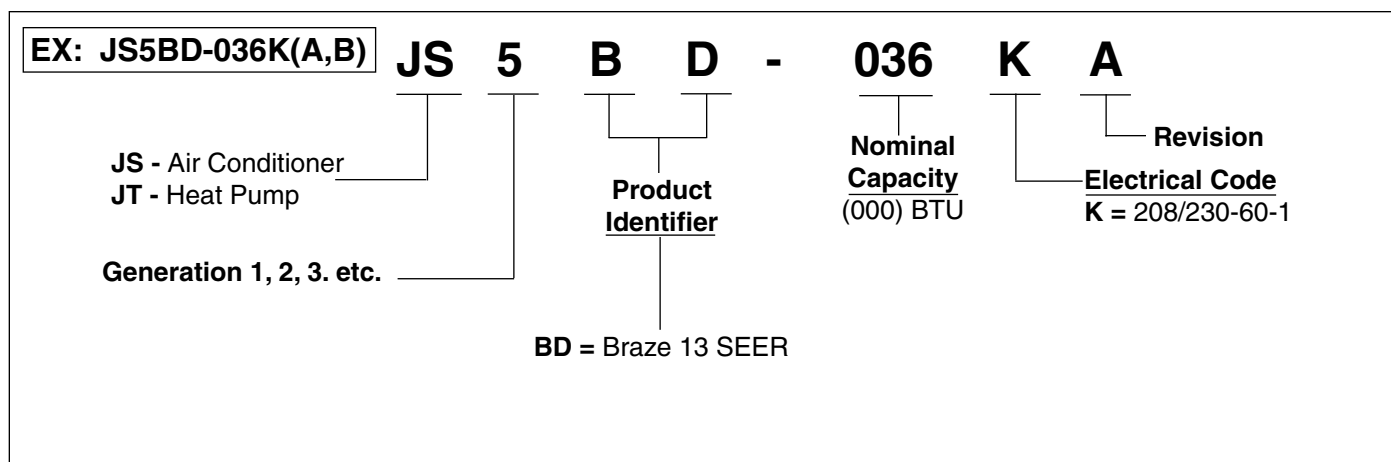 EX: JS5BD-036K(A,B)
JS 5 B D - 036 K A
JS - Air Conditioner
JT - Heat Pump
Generation 1, 2, 3. etc.
Product
Identifier
BD = Braze 13 SEER
Nominal
Capacity
(000) BTU
Revision
Electrical Code
K = 208/230-60-1